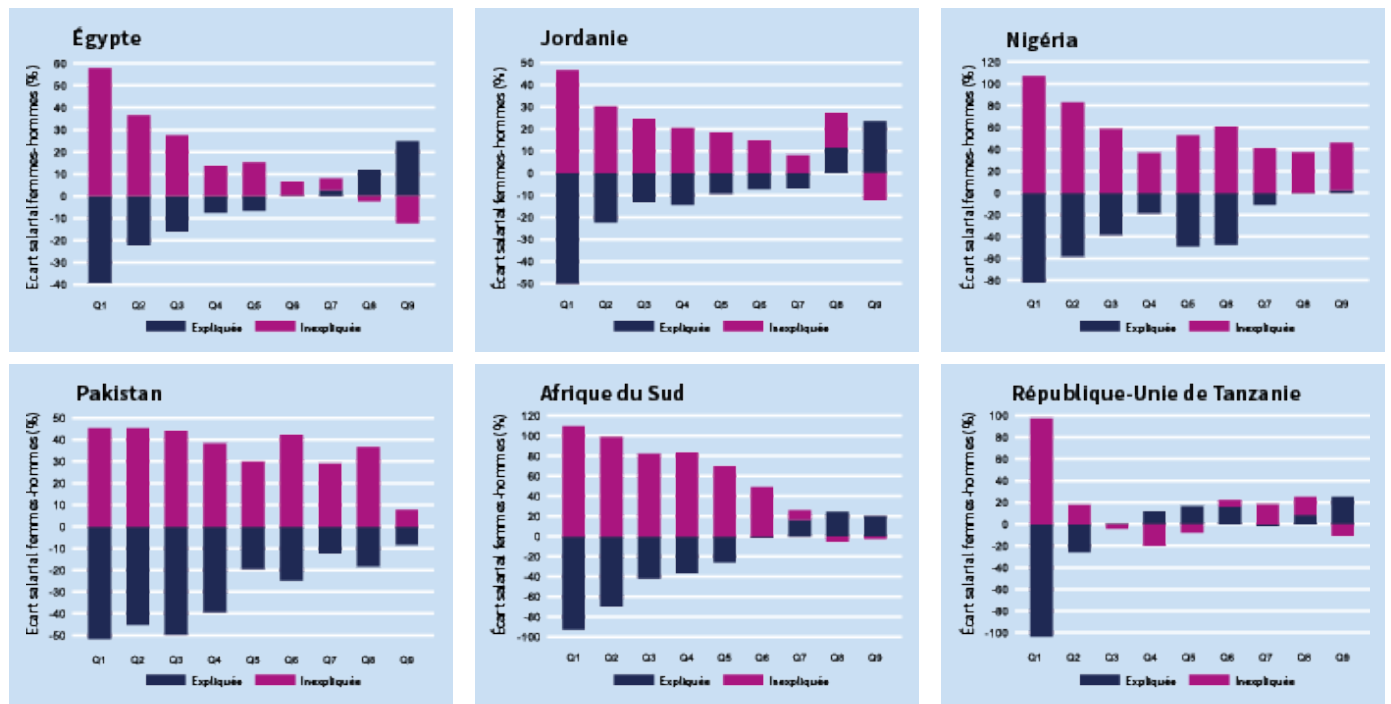 Égypte
Écart salarial femmes-hommes (%)
60
50
40
30
20
10
0
-10
-20
-30
-40
Q1 Q2 Q3 Q4 Q5 Q6 Q7 Q8 Q9
Expliquée Inexpliquée
Jordanie
Écart salarial femmes-hommes (%)
50
40
30
20
10
0
-10
-20
-30
-40
-50
Q1 Q2 Q3 Q4 Q5 Q6 Q7 Q8 Q9
Expliquée Inexpliquée
Nigéria
Écart salarial femmes-hommes (%)
120
100
80
60
40
20
0
-20
-40
-60
-80
Q1 Q2 Q3 Q4 Q5 Q6 Q7 Q8 Q9
Expliquée Inexpliquée
Pakistan
Écart salarial femmes-hommes (%)
50
40
30
20
10
0
-10
-20
-30
-40
-50
Q1 Q2 Q3 Q4 Q5 Q6 Q7 Q8 Q9
Expliquée Inexpliquée
Afrique du Sud
Écart salarial femmes-hommes (%)
120
100
80
60
40
20
0
-20
-40
-60
-80
-100
Q1 Q2 Q3 Q4 Q5 Q6 Q7 Q8 Q9
Expliquée Inexpliquée
République-Unie de Tanzanie
Écart salarial femmes-hommes (%)
100
80
60
40
20
0
-20
-40
-60
-80
-100
Q1 Q2 Q3 Q4 Q5 Q6 Q7 Q8 Q9
Expliquée Inexpliquée